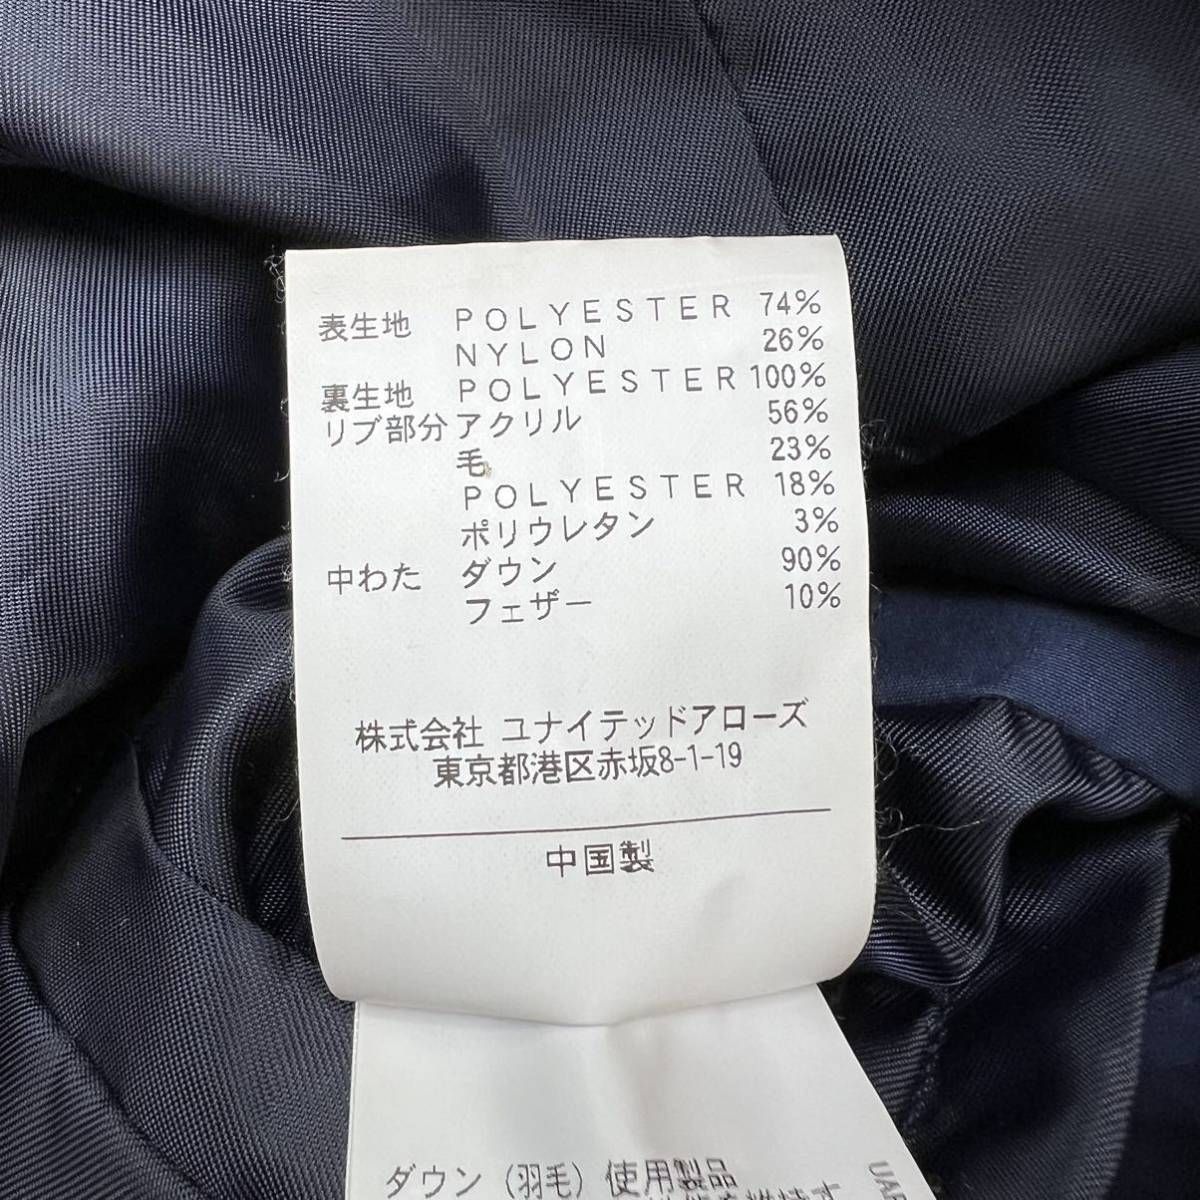 表生地 POLYESTER 74%
NYLON 26%
裏生地 POLYESTER 100%
リブ部分 アクリル 56%
毛 23%
POLYESTER 18%
ポリウレタン 3%
中わた ダウン 90%
フェザー 10%
株式会社 ユナイテッドアローズ
東京都港区赤坂8-1-19
中国製
ダウン(羽毛)使用製品